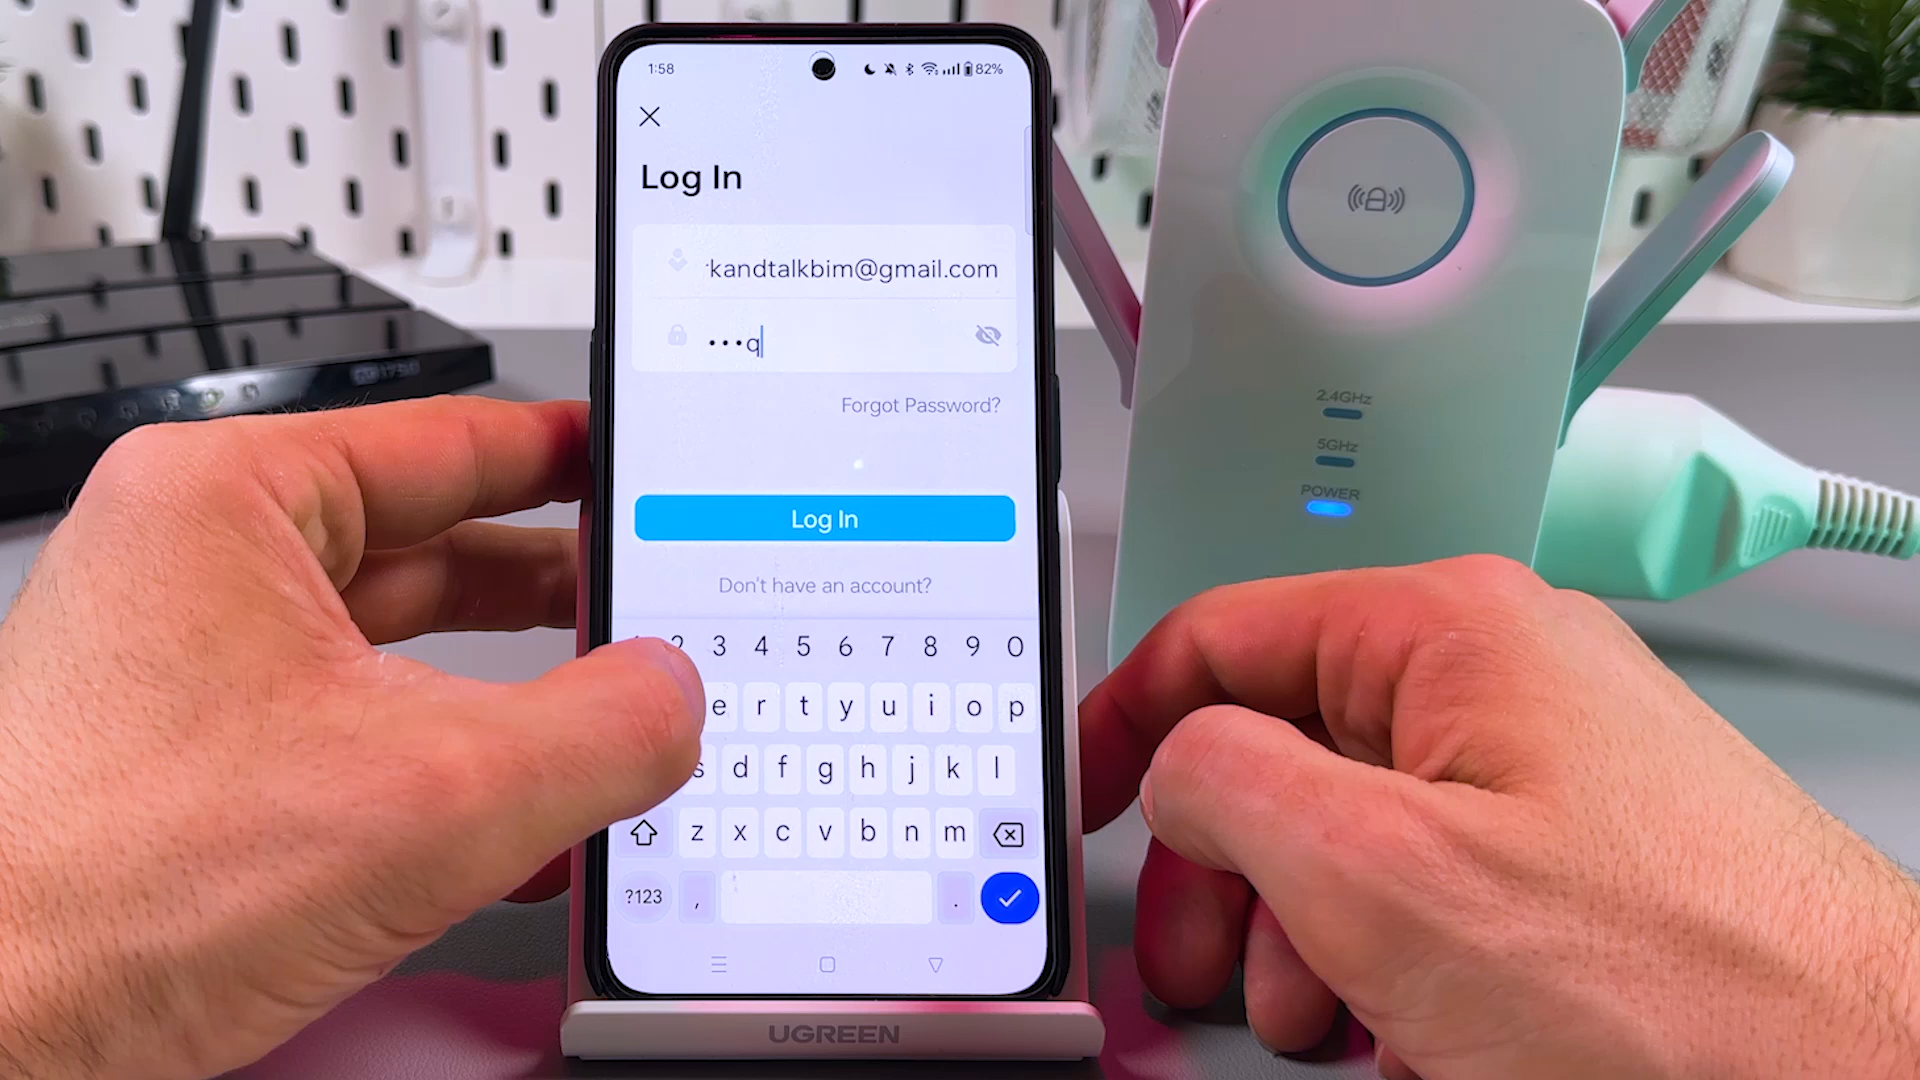 1:58
82%
Log In
kandtalkbim@gmail.com
•••q
Forgot Password?
Log In
Don't have an account?
2 3 4 5 6 7 8 9 0
e r t y u i o p
s d f g h j k l
z x c v b n m
?123 , .
UGREEN
2.4GHz
5GHz
POWER